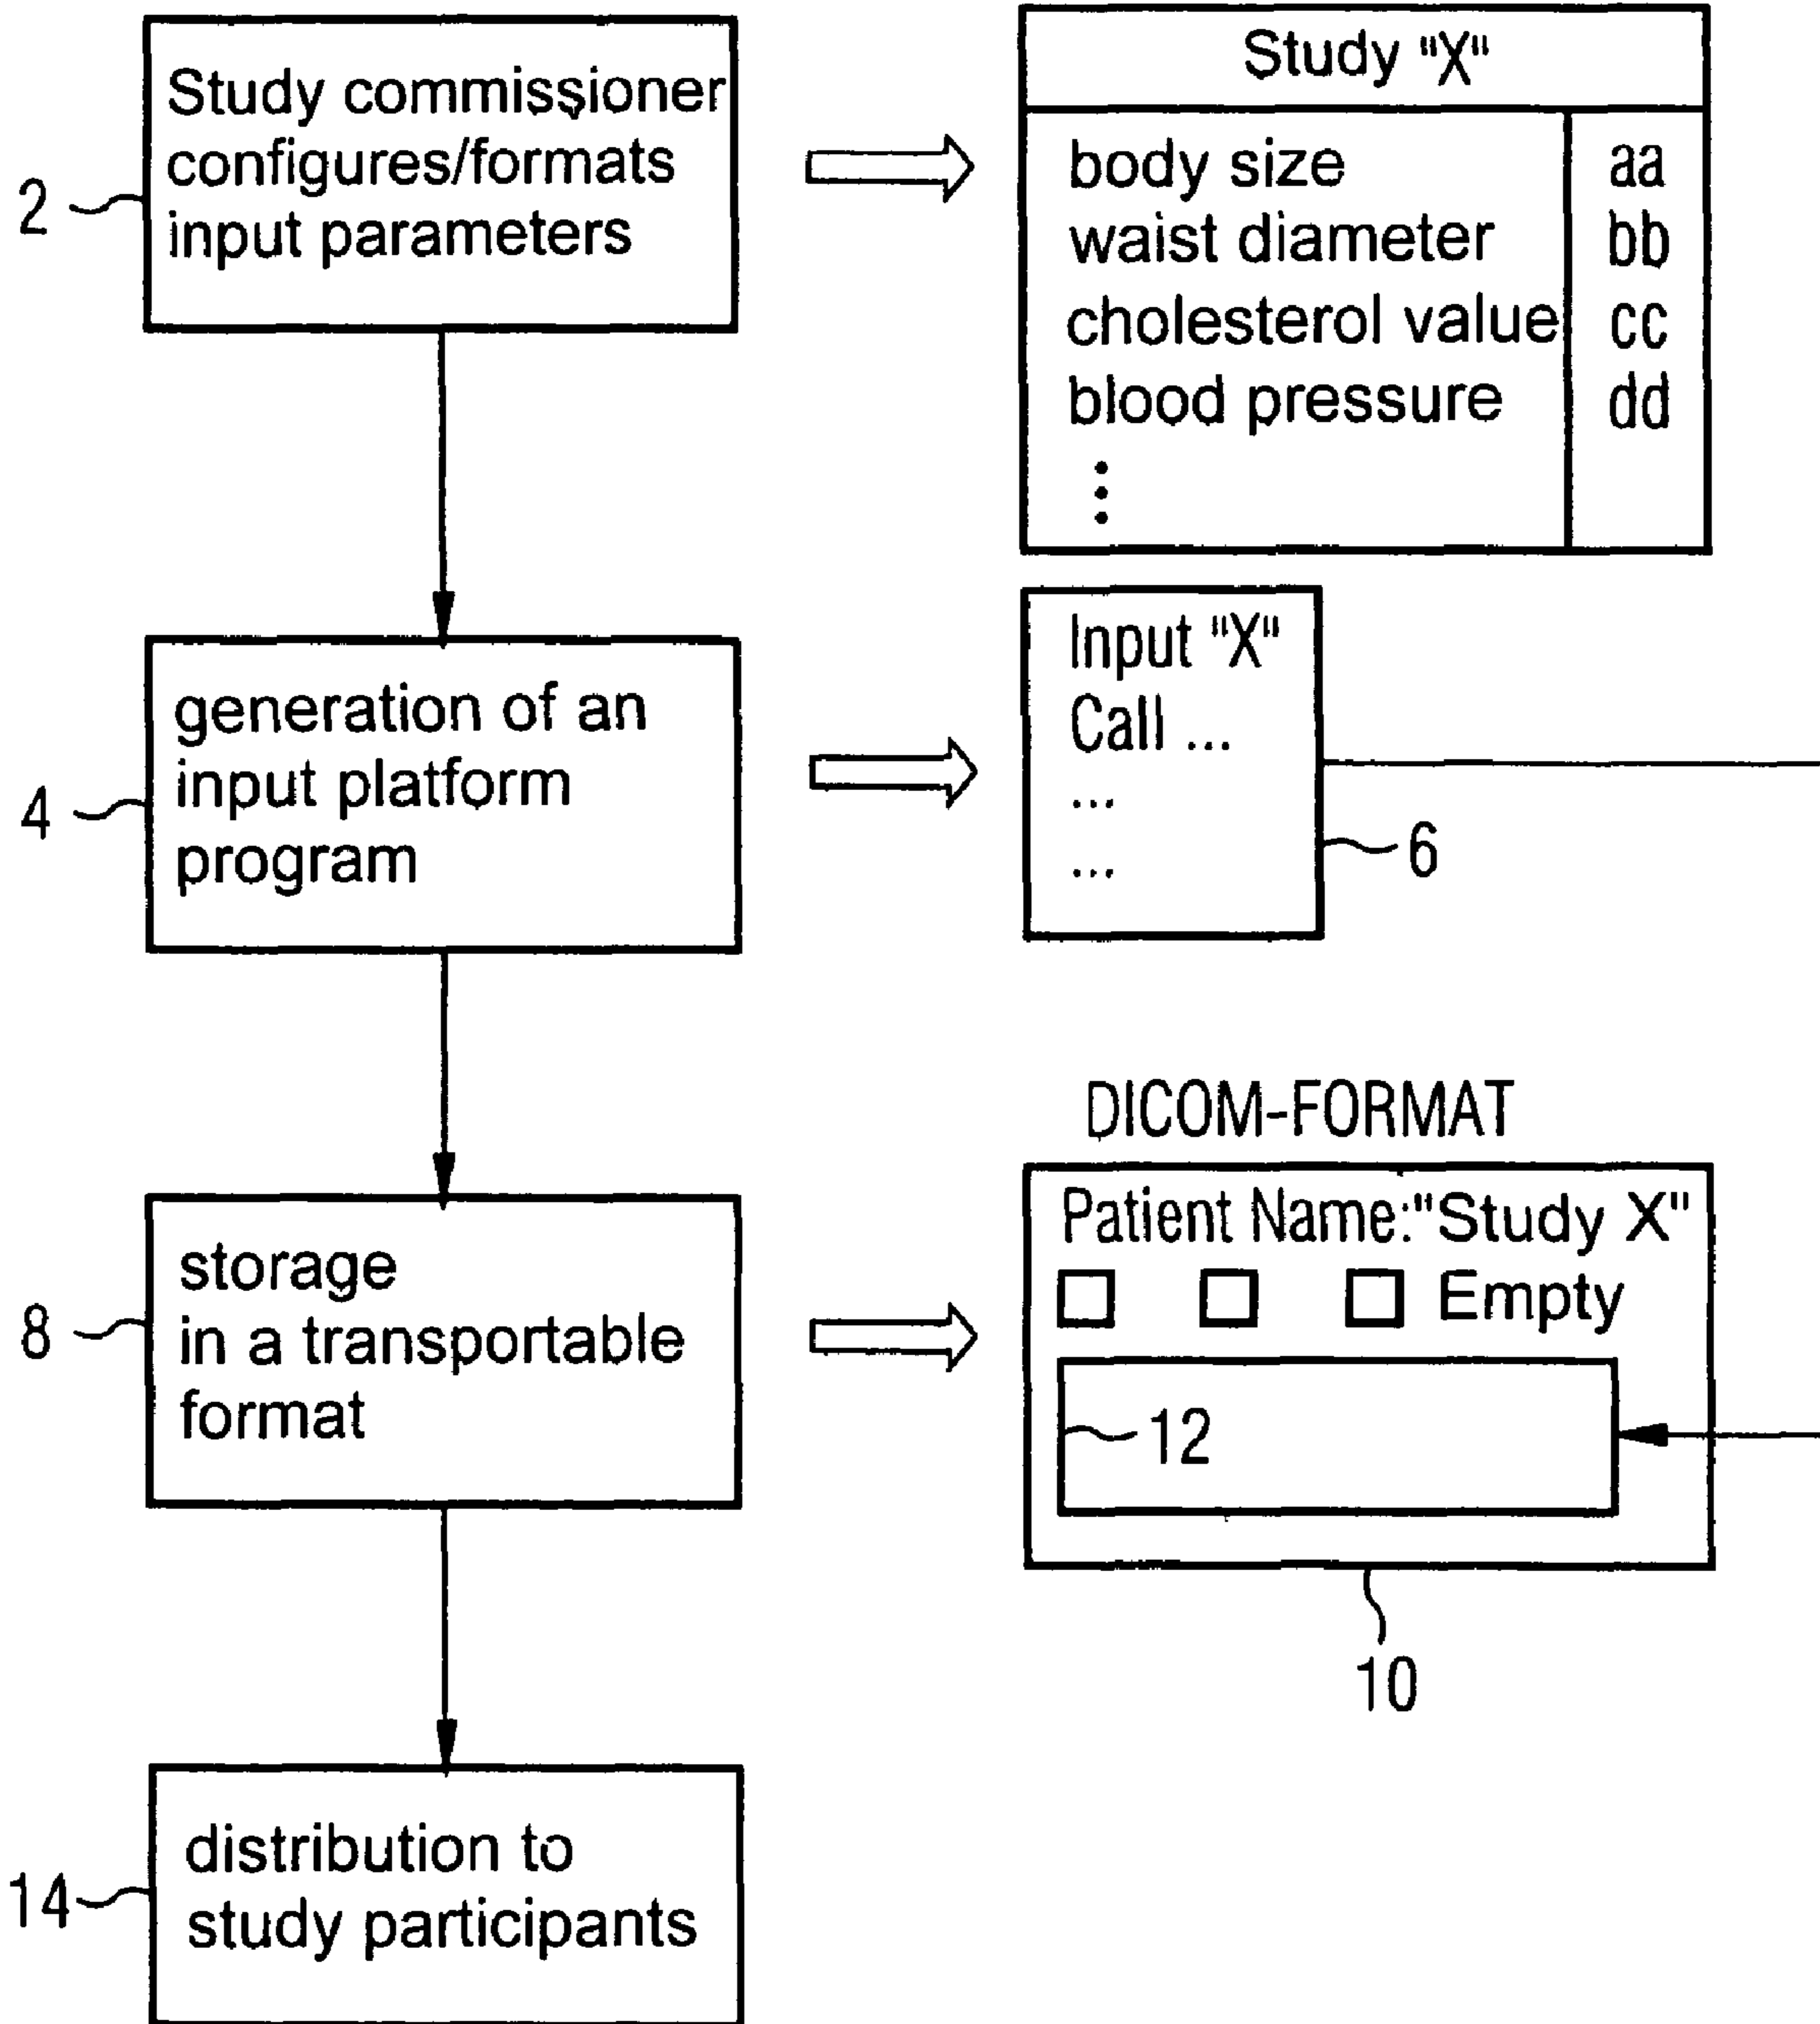 Study commissioner
configures/formats
input parameters
2
Study "X"
body size aa
waist diameter bb
cholesterol value cc
blood pressure dd
generation of an
input platform
program
4
Input "X"
Call ...
...
...
6
storage
in a transportable
format
8
DICOM-FORMAT
Patient Name:"Study X"
Empty
12
10
distribution to
study participants
14